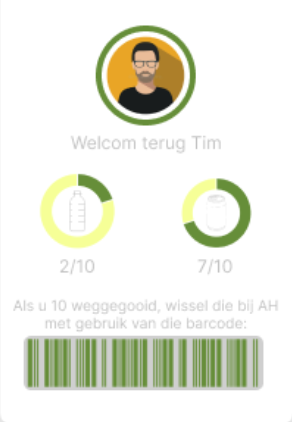 Welcom terug Tim
2/10
7/10
Als u 10 weggegooid, wissel die bij AH
met gebruik van die barcode: